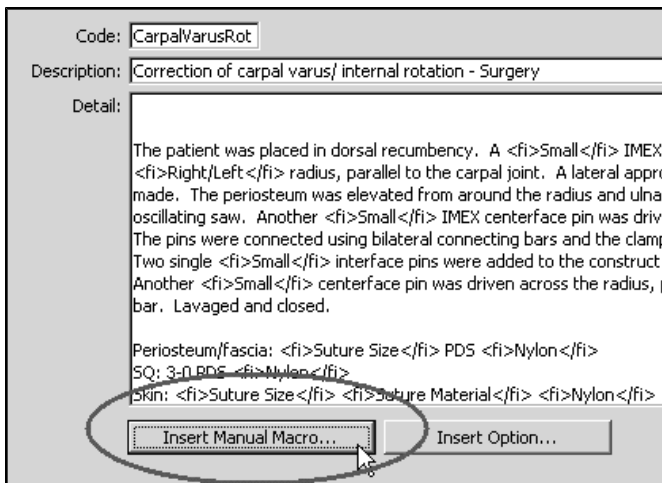 Code: CarpalVarusRot
Description: Correction of carpal varus/ internal rotation - Surgery
Detail:
The patient was placed in dorsal recumbency. A <fi>Small</fi> IMEX
<fi>Right/Left</fi> radius, parallel to the carpal joint. A lateral appro
made. The periosteum was elevated from around the radius and ulna
oscillating saw. Another <fi>Small</fi> IMEX centerface pin was driv
The pins were connected using bilateral connecting bars and the clamp
Two single <fi>Small</fi> interface pins were added to the construct
Another <fi>Small</fi> centerface pin was driven across the radius, p
bar. Lavaged and closed.
Periosteum/fascia: <fi>Suture Size</fi> PDS <fi>Nylon</fi>
SQ: 3-0 PDS <fi>Nylon</fi>
Skin: <fi>Suture Size</fi> <fi>Suture Material</fi> <fi>Nylon</fi>
Insert Manual Macro... Insert Option...